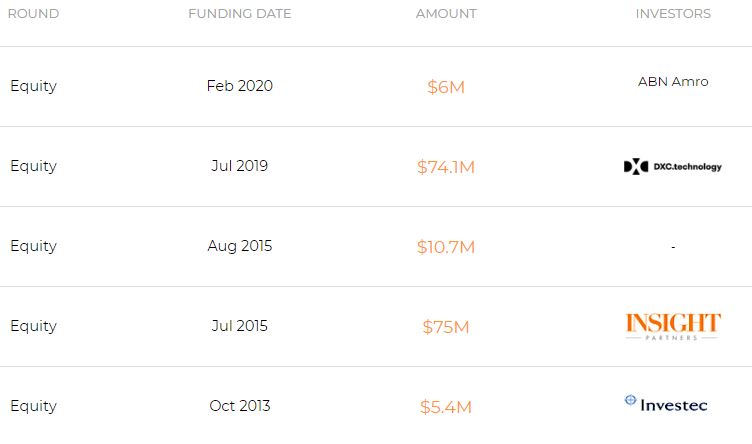 ROUND FUNDING DATE AMOUNT INVESTORS
Equity Feb 2020 $6M ABN Amro
Equity Jul 2019 $74.1M DXC.technology
Equity Aug 2015 $10.7M -
Equity Jul 2015 $75M INSIGHT
PARTNERS
Equity Oct 2013 $5.4M Investec